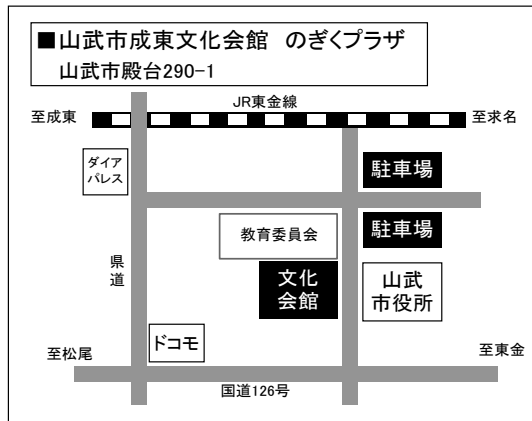 ■山武市成東文化会館 のぎくプラザ
山武市殿台290-1
JR東金線
至成東
至求名
ダイア
パレス
駐車場
駐車場
教育委員会
県
道
文化
会館
山武
市役所
ドコモ
至松尾
至東金
国道126号